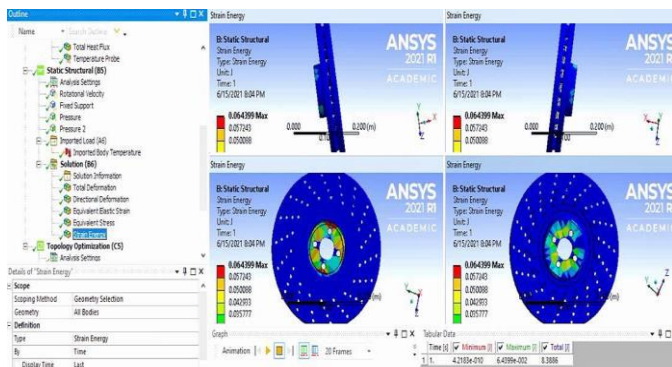 Outline
Name
Search Outline
Total Heat Flux
Temperature Probe
Static Structural (B5)
Analysis Settings
Rotational Velocity
Fixed Support
Pressure
Pressure 2
Imported Load (A6)
Imported Body Temperature
Solution (B6)
Solution Information
Total Deformation
Directional Deformation
Equivalent Elastic Strain
Equivalent Stress
Strain Energy
Topology Optimization (C5)
Analysis Settings
Details of "Strain Energy"
Scope
Scoping Method Geometry Selection
Geometry All Bodies
Definition
Type Strain Energy
By Time
Display Time Last
Strain Energy
B: Static Structural
Strain Energy
Type: Strain Energy
Unit: J
Time: 1
6/15/2021 8:04 PM
0.064399 Max
0.057243
0.050088
ANSYS
2021 R1
ACADEMIC
0.000 0.200 (m)
Strain Energy
B: Static Structural
Strain Energy
Type: Strain Energy
Unit: J
Time: 1
6/15/2021 8:04 PM
0.064399 Max
0.057243
0.050088
ANSYS
2021 R1
ACADEMIC
0.000 0.200 (m)
Strain Energy
B: Static Structural
Strain Energy
Type: Strain Energy
Unit: J
Time: 1
6/15/2021 8:04 PM
0.064399 Max
0.057243
0.050088
0.042933
0.035777
ANSYS
2021 R1
ACADEMIC
(m)
Strain Energy
B: Static Structural
Strain Energy
Type: Strain Energy
Unit: J
Time: 1
6/15/2021 8:04 PM
0.064399 Max
0.057243
0.050088
0.042933
0.035777
ANSYS
2021 R1
ACADEMIC
(m)
Graph
Animation 20 Frames
Tabular Data
Time [s] Minimum [J] Maximum [J] Total [J]
1 1. 4.2183e-010 6.4399e-002 8.3886